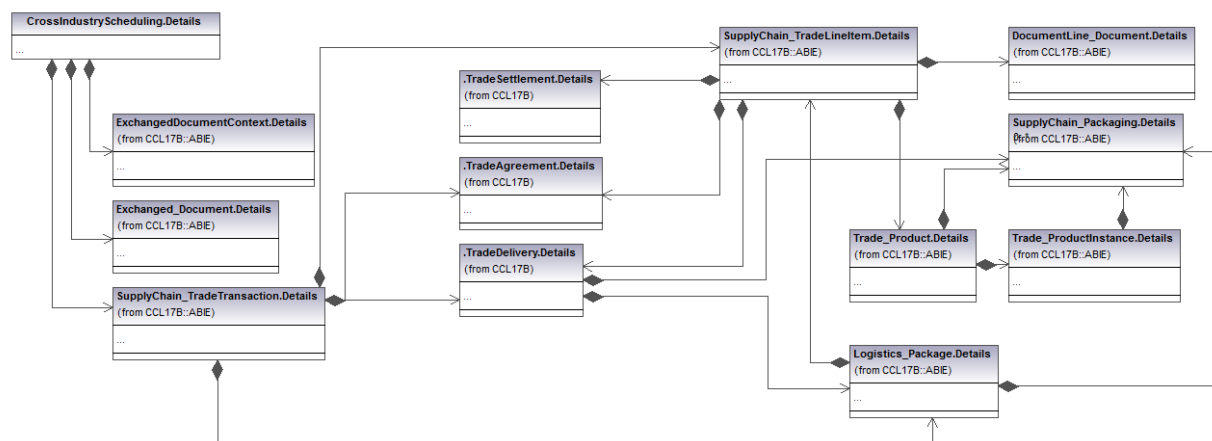 CrossIndustryScheduling.Details
...
ExchangedDocumentContext.Details
(from CCL17B::ABIE)
...
Exchanged_Document.Details
(from CCL17B::ABIE)
...
SupplyChain_TradeTransaction.Details
(from CCL17B::ABIE)
...
.TradeSettlement.Details
(from CCL17B)
...
.TradeAgreement.Details
(from CCL17B)
...
.TradeDelivery.Details
(from CCL17B)
...
SupplyChain_TradeLineItem.Details
(from CCL17B::ABIE)
...
DocumentLine_Document.Details
(from CCL17B::ABIE)
...
SupplyChain_Packaging.Details
(from CCL17B::ABIE)
...
Trade_Product.Details
(from CCL17B::ABIE)
...
Trade_ProductInstance.Details
(from CCL17B::ABIE)
...
Logistics_Package.Details
(from CCL17B::ABIE)
...